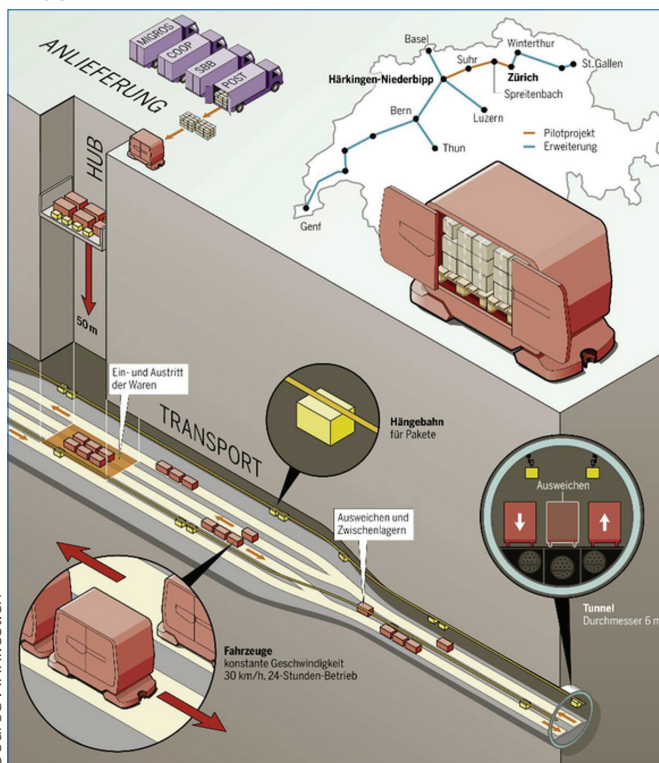 ANLIEFERUNG
MIGROS
COOP
SBB
POST
HUB
50 m
Basel
Winterthur
Suhr
St.Gallen
Härkingen-Niederbipp
Zürich
Spreitenbach
Bern
Luzern
Thun
Genf
Pilotprojekt
Erweiterung
Ein- und Austritt
der Waren
TRANSPORT
Hängebahn
für Pakete
Ausweichen und
Zwischenlagern
Ausweichen
Tunnel
Durchmesser 6 m
Fahrzeuge
konstante Geschwindigkeit
30 km/h, 24-Stunden-Betrieb